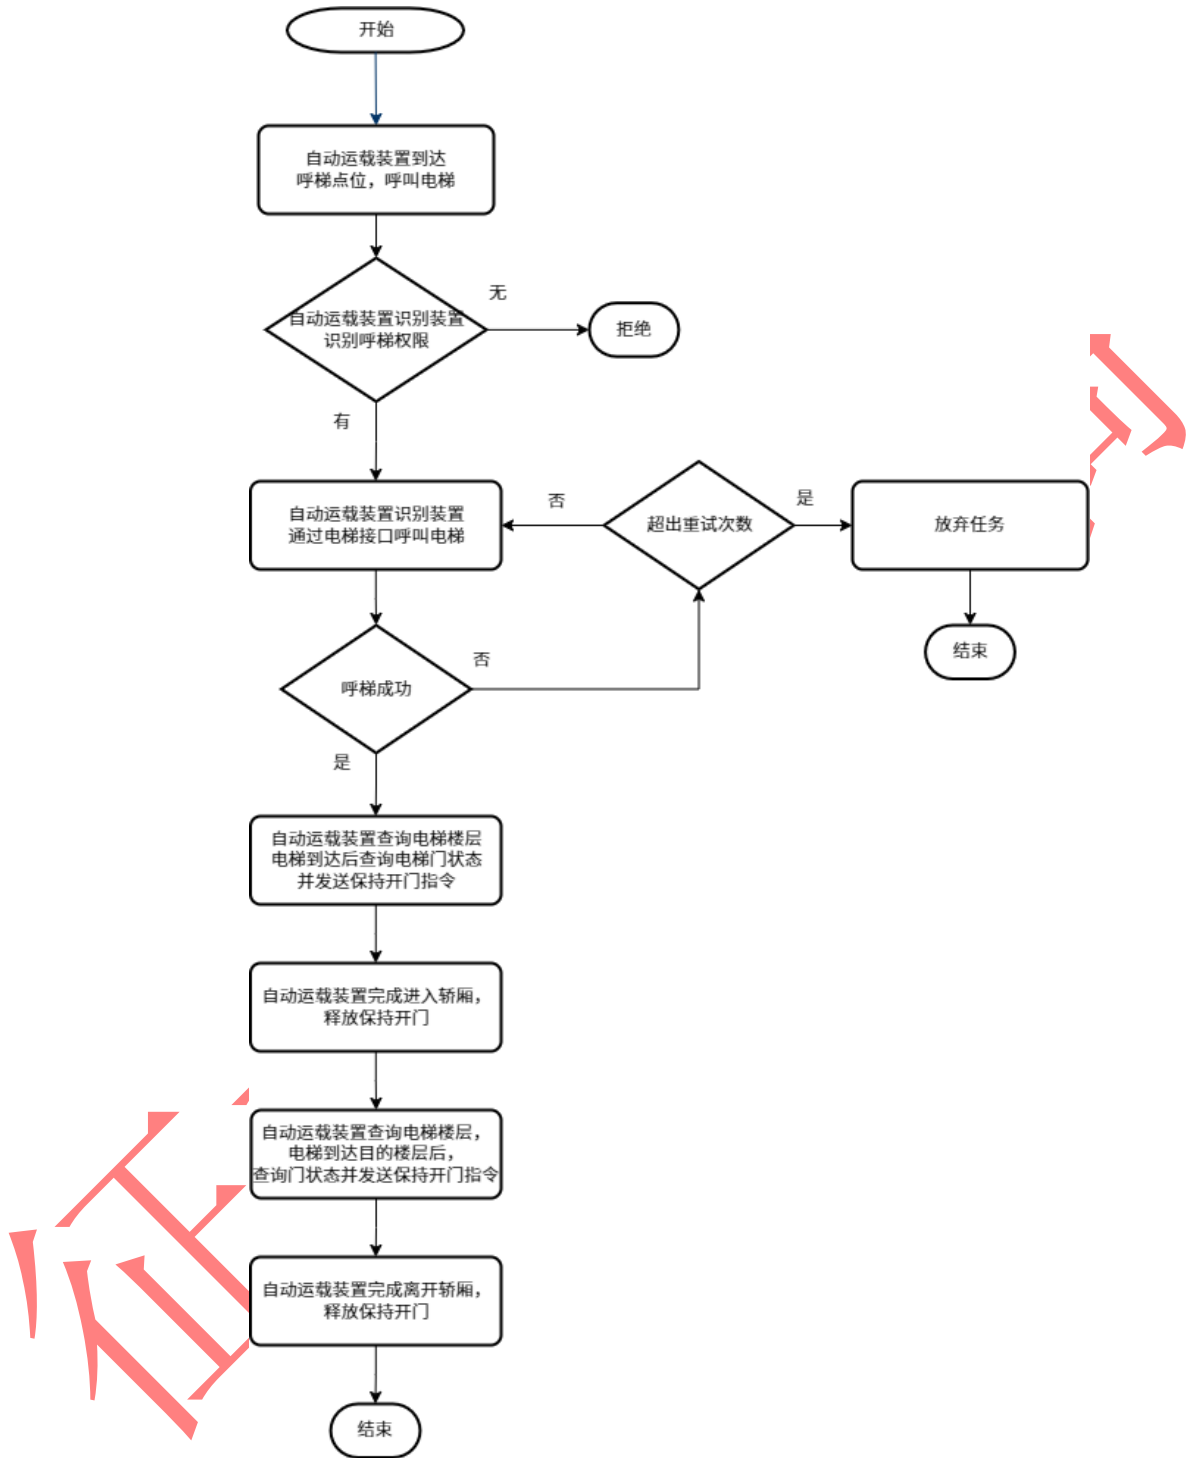 开始
自动运载装置到达
呼梯点位，呼叫电梯
无
自动运载装置识别装置
识别呼梯权限
拒绝
有
否
是
自动运载装置识别装置
通过电梯接口呼叫电梯
超出重试次数
放弃任务
否
结束
呼梯成功
是
自动运载装置查询电梯楼层
电梯到达后查询电梯门状态
并发送保持开门指令
自动运载装置完成进入轿厢，
释放保持开门
自动运载装置查询电梯楼层，
电梯到达目的楼层后，
查询门状态并发送保持开门指令
自动运载装置完成离开轿厢，
释放保持开门
结束